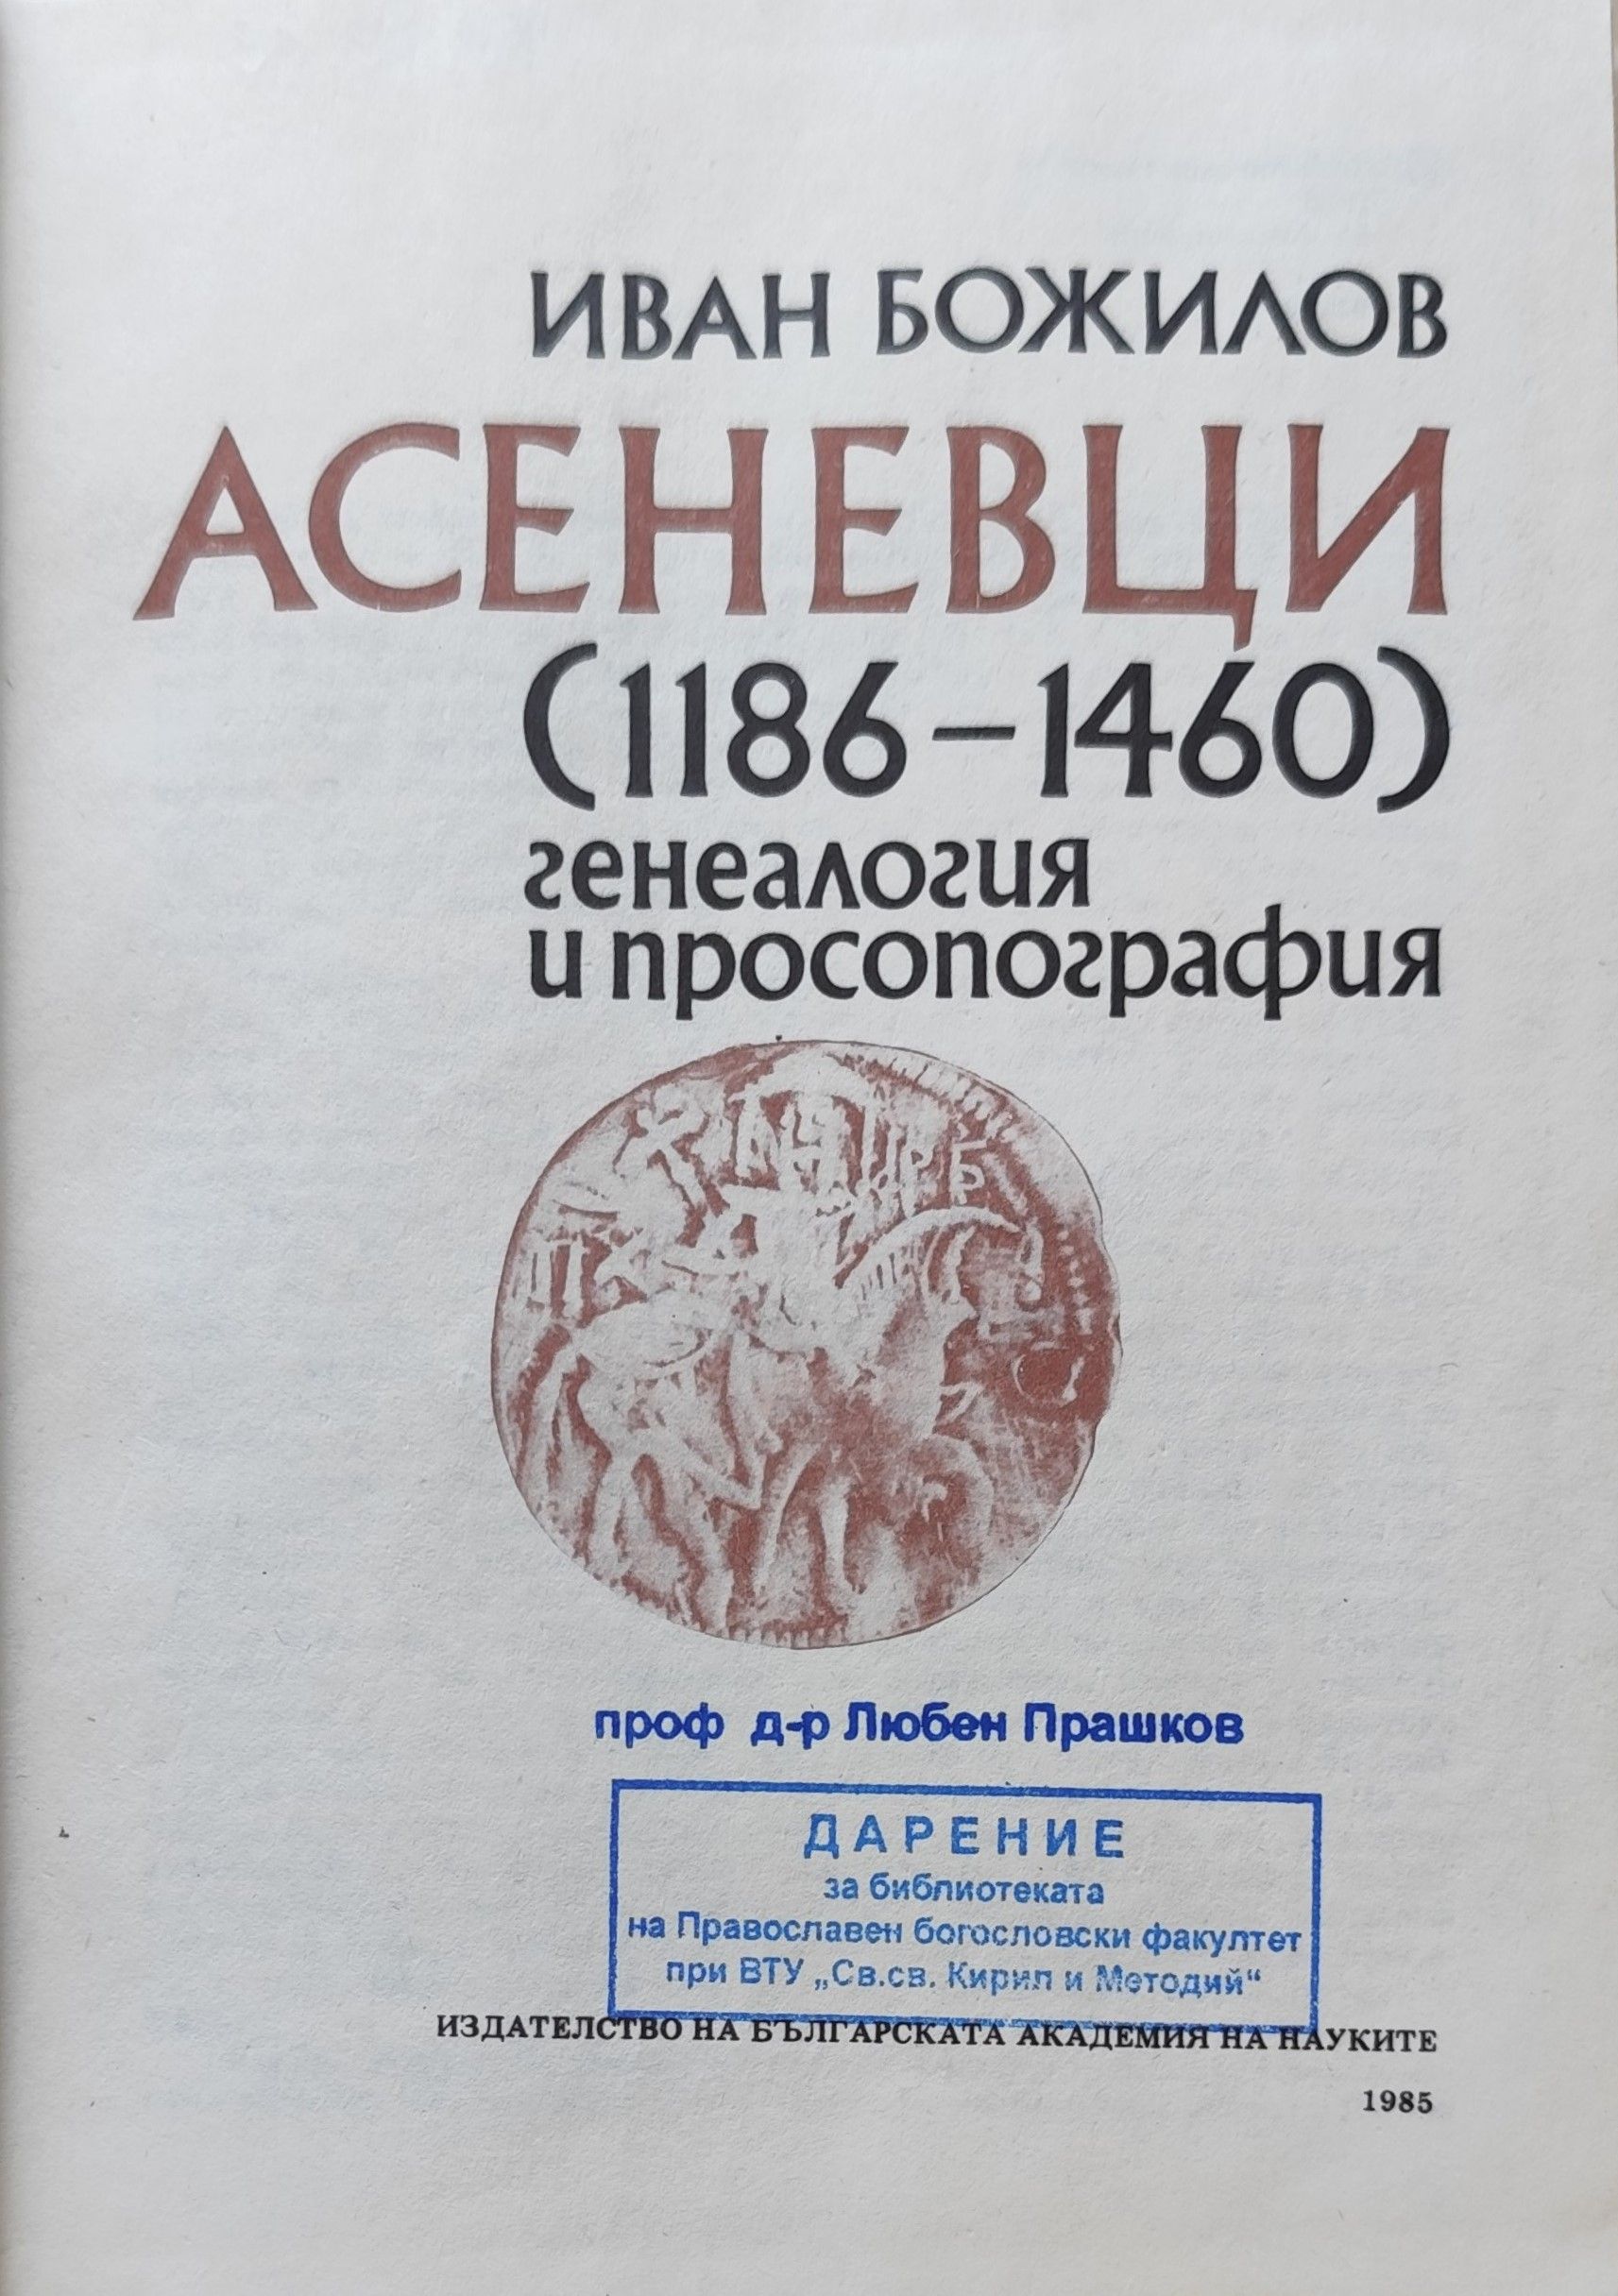 ИВАН БОЖИЛОВ
АСЕНЕВЦИ
(1186–1460)
генеалогия
и просопография
проф д-р Любен Прашков
ДАРЕНИЕ
за библиотеката
на Православен богословски факултет
при ВТУ „Св.св. Кирил и Методий“
ИЗДАТЕЛСТВО НА БЪЛГАРСКАТА АКАДЕМИЯ НА НАУКИТЕ
1985